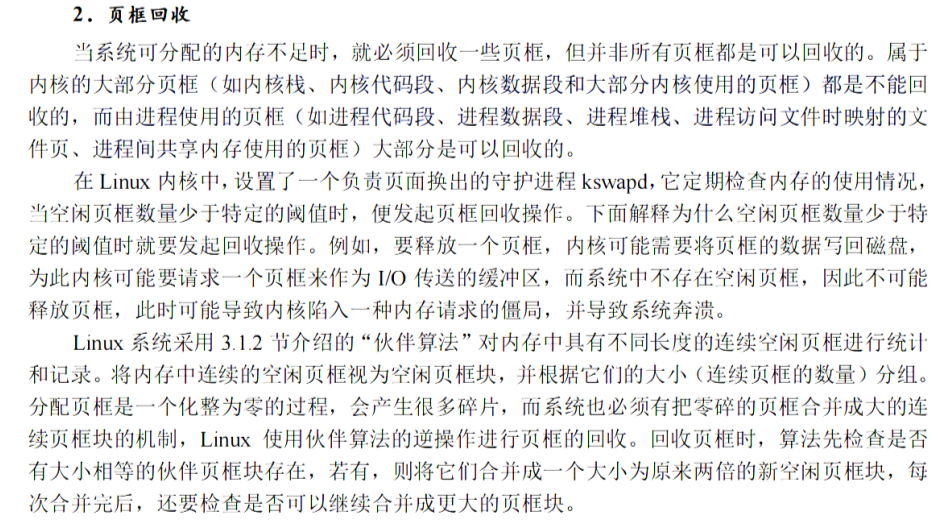 2．页框回收
当系统可分配的内存不足时，就必须回收一些页框，但并非所有页框都是可以回收的。属于
内核的大部分页框（如内核栈、内核代码段、内核数据段和大部分内核使用的页框）都是不能回
收的，而由进程使用的页框（如进程代码段、进程数据段、进程堆栈、进程访问文件时映射的文
件页、进程间共享内存使用的页框）大部分是可以回收的。
在 Linux 内核中，设置了一个负责页面换出的守护进程 kswapd，它定期检查内存的使用情况，
当空闲页框数量少于特定的阈值时，便发起页框回收操作。下面解释为什么空闲页框数量少于特
定的阈值时就要发起回收操作。例如，要释放一个页框，内核可能需要将页框的数据写回磁盘，
为此内核可能要请求一个页框来作为 I/O 传送的缓冲区，而系统中不存在空闲页框，因此不可能
释放页框，此时可能导致内核陷入一种内存请求的僵局，并导致系统奔溃。
Linux 系统采用 3.1.2 节介绍的“伙伴算法”对内存中具有不同长度的连续空闲页框进行统计
和记录。将内存中连续的空闲页框视为空闲页框块，并根据它们的大小（连续页框的数量）分组。
分配页框是一个化整为零的过程，会产生很多碎片，而系统也必须有把零碎的页框合并成大的连
续页框块的机制，Linux 使用伙伴算法的逆操作进行页框的回收。回收页框时，算法先检查是否
有大小相等的伙伴页框块存在，若有，则将它们合并成一个大小为原来两倍的新空闲页框块，每
次合并完后，还要检查是否可以继续合并成更大的页框块。